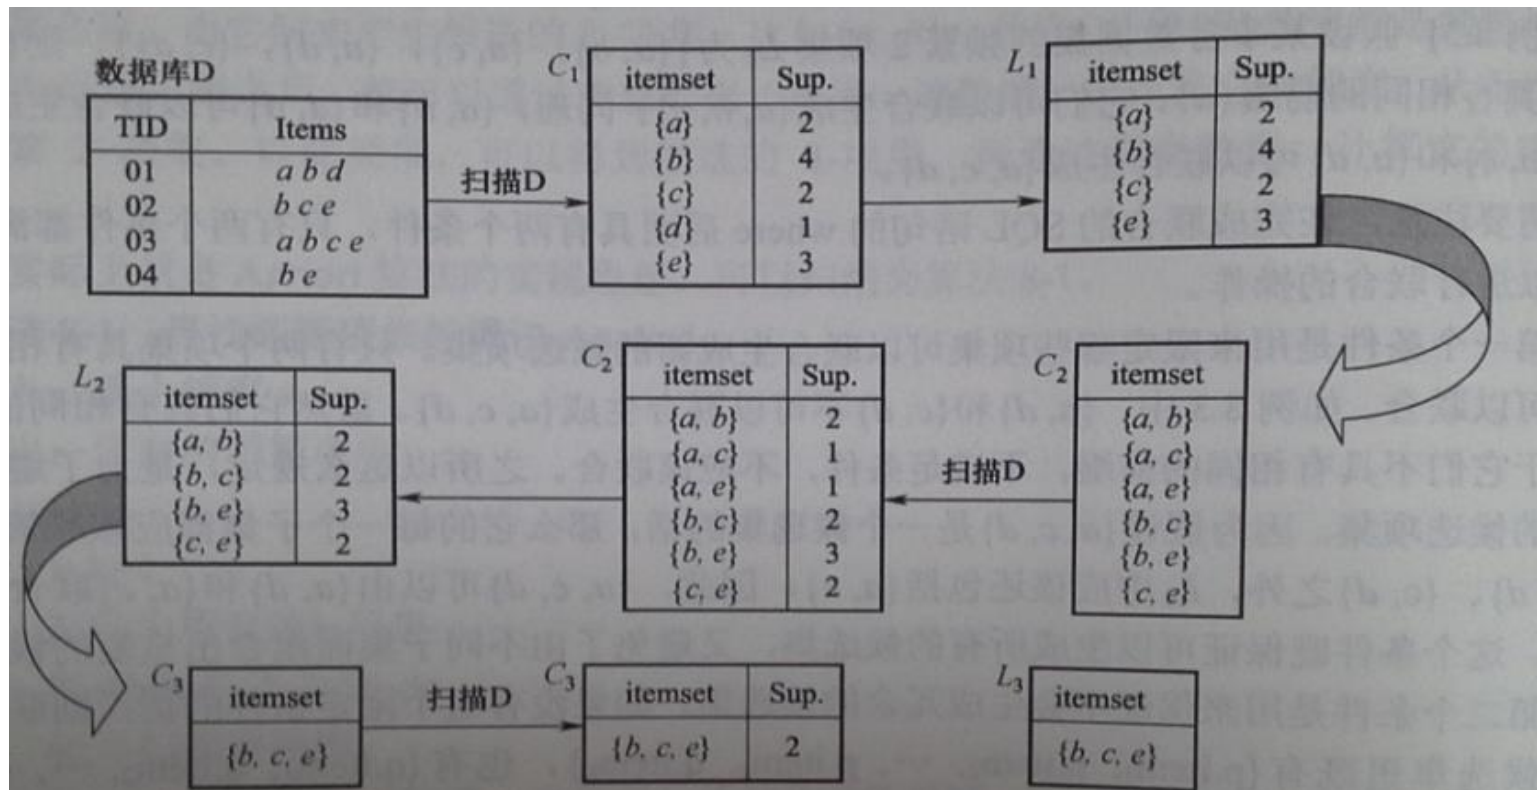 数据库D
TID Items
01 a b d
02 b c e
03 a b c e
04 b e
扫描D
C1
itemset Sup.
{a} 2
{b} 4
{c} 2
{d} 1
{e} 3
L1
itemset Sup.
{a} 2
{b} 4
{c} 2
{e} 3
L2
itemset Sup.
{a, b} 2
{b, c} 2
{b, e} 3
{c, e} 2
C2
itemset Sup.
{a, b} 2
{a, c} 1
{a, e} 1
{b, c} 2
{b, e} 3
{c, e} 2
扫描D
C2
itemset
{a, b}
{a, c}
{a, e}
{b, c}
{b, e}
{c, e}
C3
itemset
{b, c, e}
扫描D
C3
itemset Sup.
{b, c, e} 2
L3
itemset
{b, c, e}